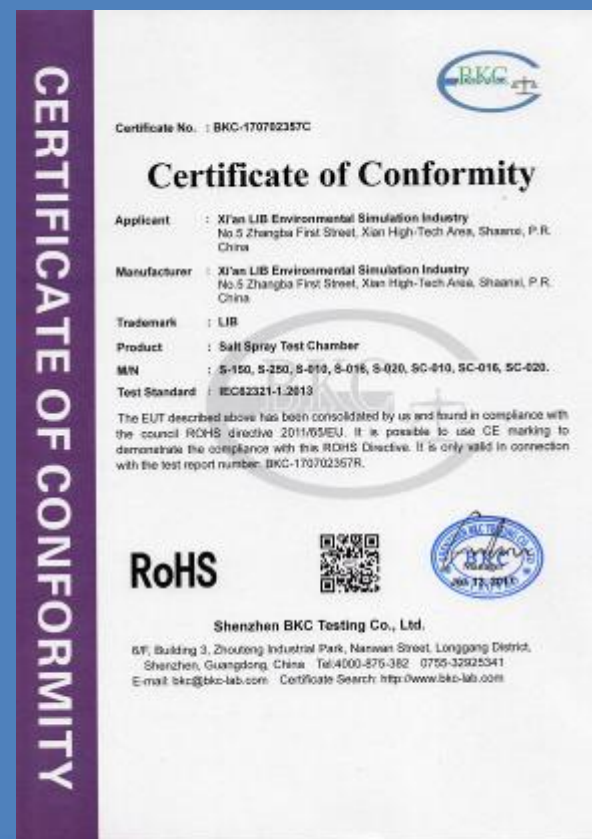 CERTIFICATE OF CONFORMITY
BKC
Certificate No. : BKC-170702357C
Certificate of Conformity
Applicant : Xi'an LIB Environmental Simulation Industry
No.5 Zhangba First Street, Xian High-Tech Area, Shaanxi, P.R.
China
Manufacturer : Xi'an LIB Environmental Simulation Industry
No.5 Zhangba First Street, Xian High-Tech Area, Shaanxi, P.R.
China
Trademark : LIB
Product : Salt Spray Test Chamber
M/N : S-150, S-250, S-010, S-016, S-020, SC-010, SC-016, SC-020.
Test Standard : IEC62321-1:2013
The EUT described above has been consolidated by us and found in compliance with
the council ROHS directive 2011/65/EU. It is possible to use CE marking to
demonstrate the compliance with this ROHS Directive. It is only valid in connection
with the test report number: BKC-170702357R.
RoHS
BKC
Manager
Shenzhen BKC Testing Co., Ltd.
6/F, Building 3, Zhouteng Industrial Park, Nanwan Street, Longgang District,
Shenzhen, Guangdong, China Tel:4000-875-382 0755-32925341
E-mail: bkc@bkc-lab.com Certificate Search: http://www.bkc-lab.com